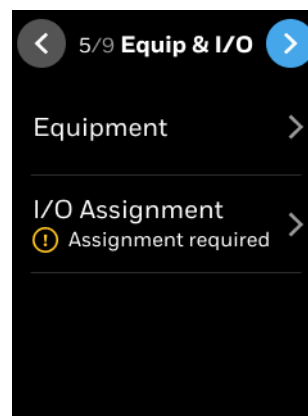 5/9 Equip & I/O
Equipment
I/O Assignment
Assignment required